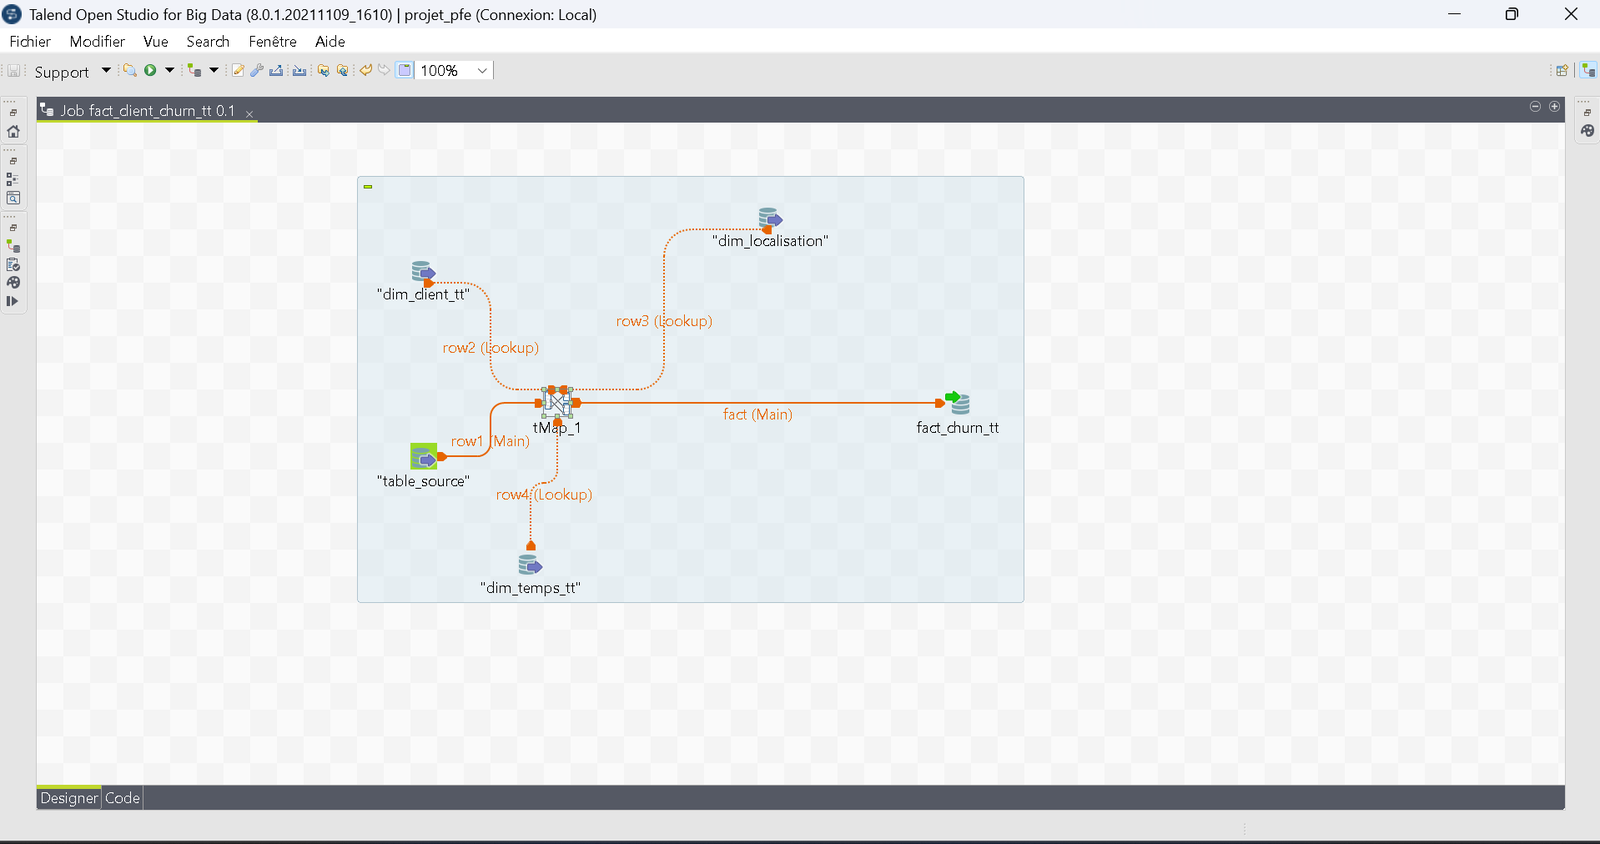 Talend Open Studio for Big Data (8.0.1.20211109_1610) | projet_pfe (Connexion: Local)
Fichier Modifier Vue Search Fenêtre Aide
Support 100%
Job fact_client_churn_tt 0.1
"dim_localisation"
"dim_client_tt"
row3 (Lookup)
row2 (Lookup)
fact (Main)
tMap_1
fact_churn_tt
row1 (Main)
"table_source"
row4 (Lookup)
"dim_temps_tt"
Designer Code